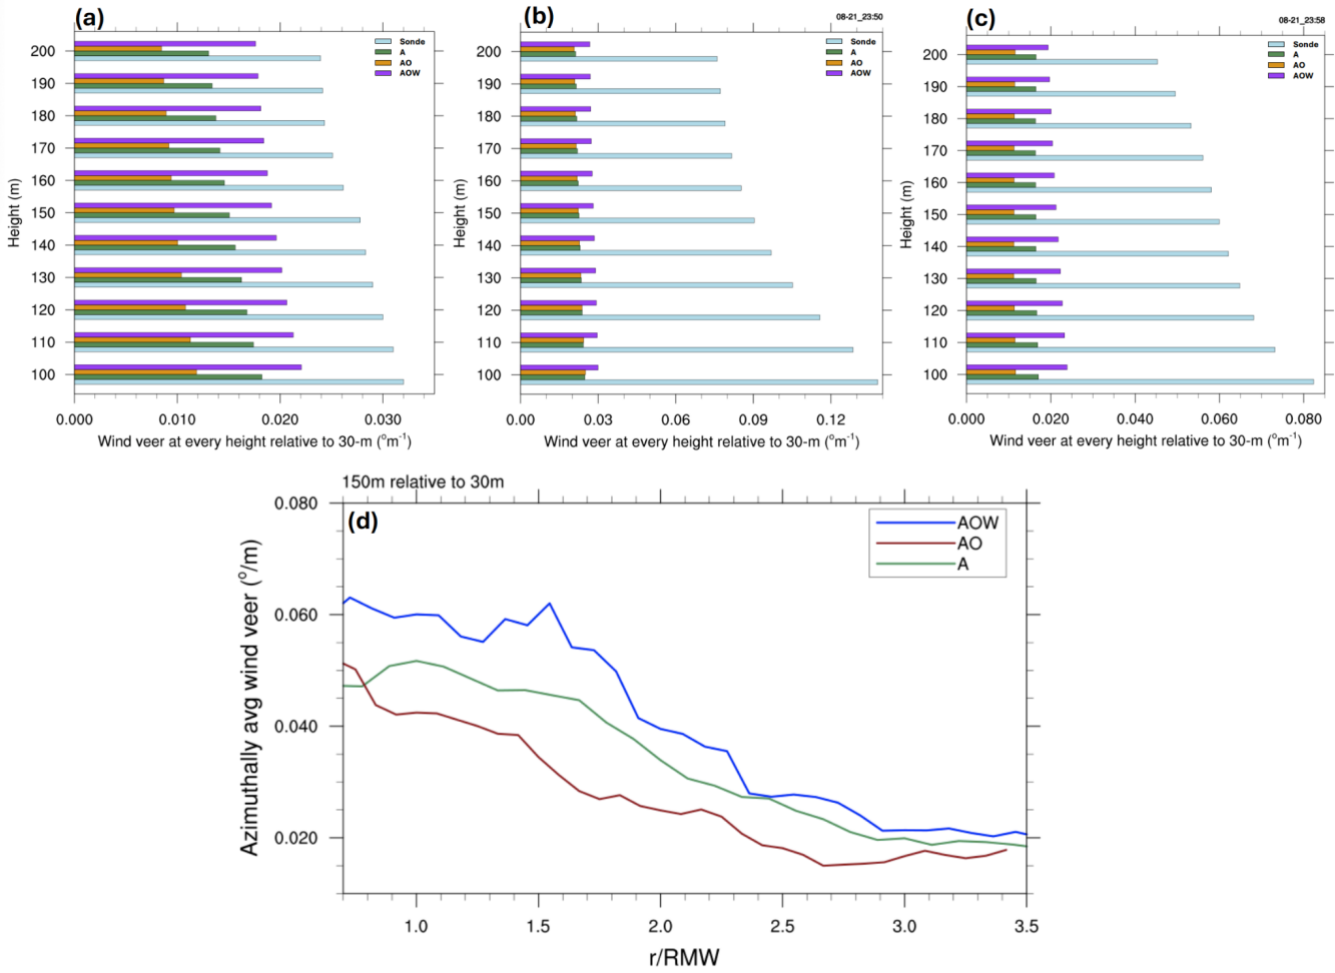 (a)
Sonde
A
AO
AOW
200
190
180
170
160
150
140
130
120
110
100
Height (m)
0.000 0.010 0.020 0.030
Wind veer at every height relative to 30-m (°m⁻¹)
(b)
08-21_23:50
Sonde
A
AO
AOW
200
190
180
170
160
150
140
130
120
110
100
Height (m)
0.00 0.03 0.06 0.09 0.12
Wind veer at every height relative to 30-m (°m⁻¹)
(c)
08-21_23:58
Sonde
A
AO
AOW
200
190
180
170
160
150
140
130
120
110
100
Height (m)
0.000 0.020 0.040 0.060 0.080
Wind veer at every height relative to 30-m (°m⁻¹)
150m relative to 30m
(d)
AOW
AO
A
0.080
0.060
0.040
0.020
Azimuthally avg wind veer (°/m)
1.0 1.5 2.0 2.5 3.0 3.5
r/RMW